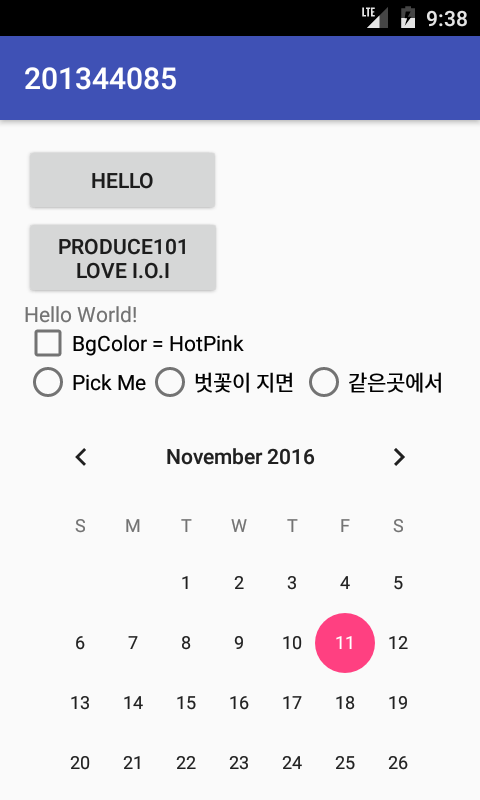 LTE 9:38
201344085
HELLO
PRODUCE101
LOVE I.O.I
Hello World!
BgColor = HotPink
Pick Me 벗꽃이 지면 같은곳에서
November 2016
S M T W T F S
1 2 3 4 5
6 7 8 9 10 11 12
13 14 15 16 17 18 19
20 21 22 23 24 25 26